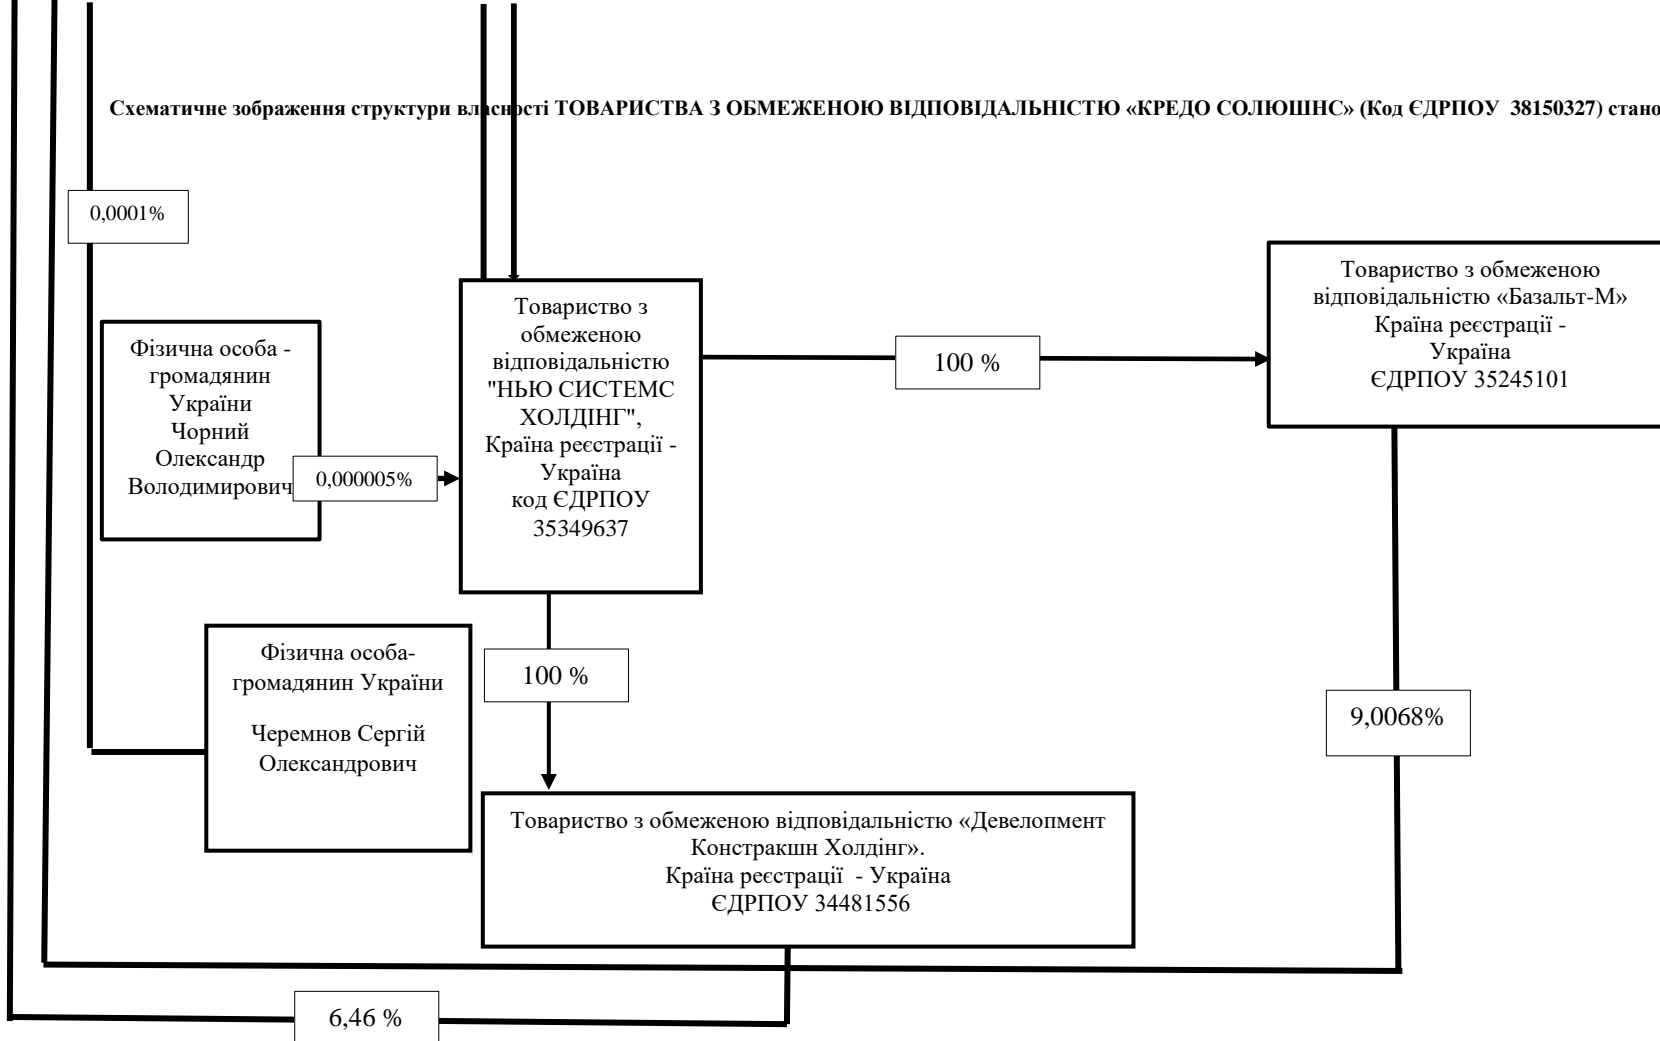 Схематичне зображення структури власності ТОВАРИСТВА З ОБМЕЖЕНОЮ ВІДПОВІДАЛЬНІСТЮ «КРЕДО СОЛЮШНС» (Код ЄДРПОУ 38150327) стано
0,0001%
Товариство з обмеженою
відповідальністю «Базальт-М»
Країна реєстрації -
Україна
ЄДРПОУ 35245101
Товариство з
обмеженою
відповідальністю
"НЬЮ СИСТЕМС
ХОЛДІНГ",
Країна реєстрації -
Україна
код ЄДРПОУ
35349637
100 %
Фізична особа -
громадянин
України
Чорний
Олександр
Володимирович
0,000005%
Фізична особа-
громадянин України
Черемнов Сергій
Олександрович
100 %
9,0068%
Товариство з обмеженою відповідальністю «Девелопмент
Констракшн Холдінг».
Країна реєстрації - Україна
ЄДРПОУ 34481556
6,46 %